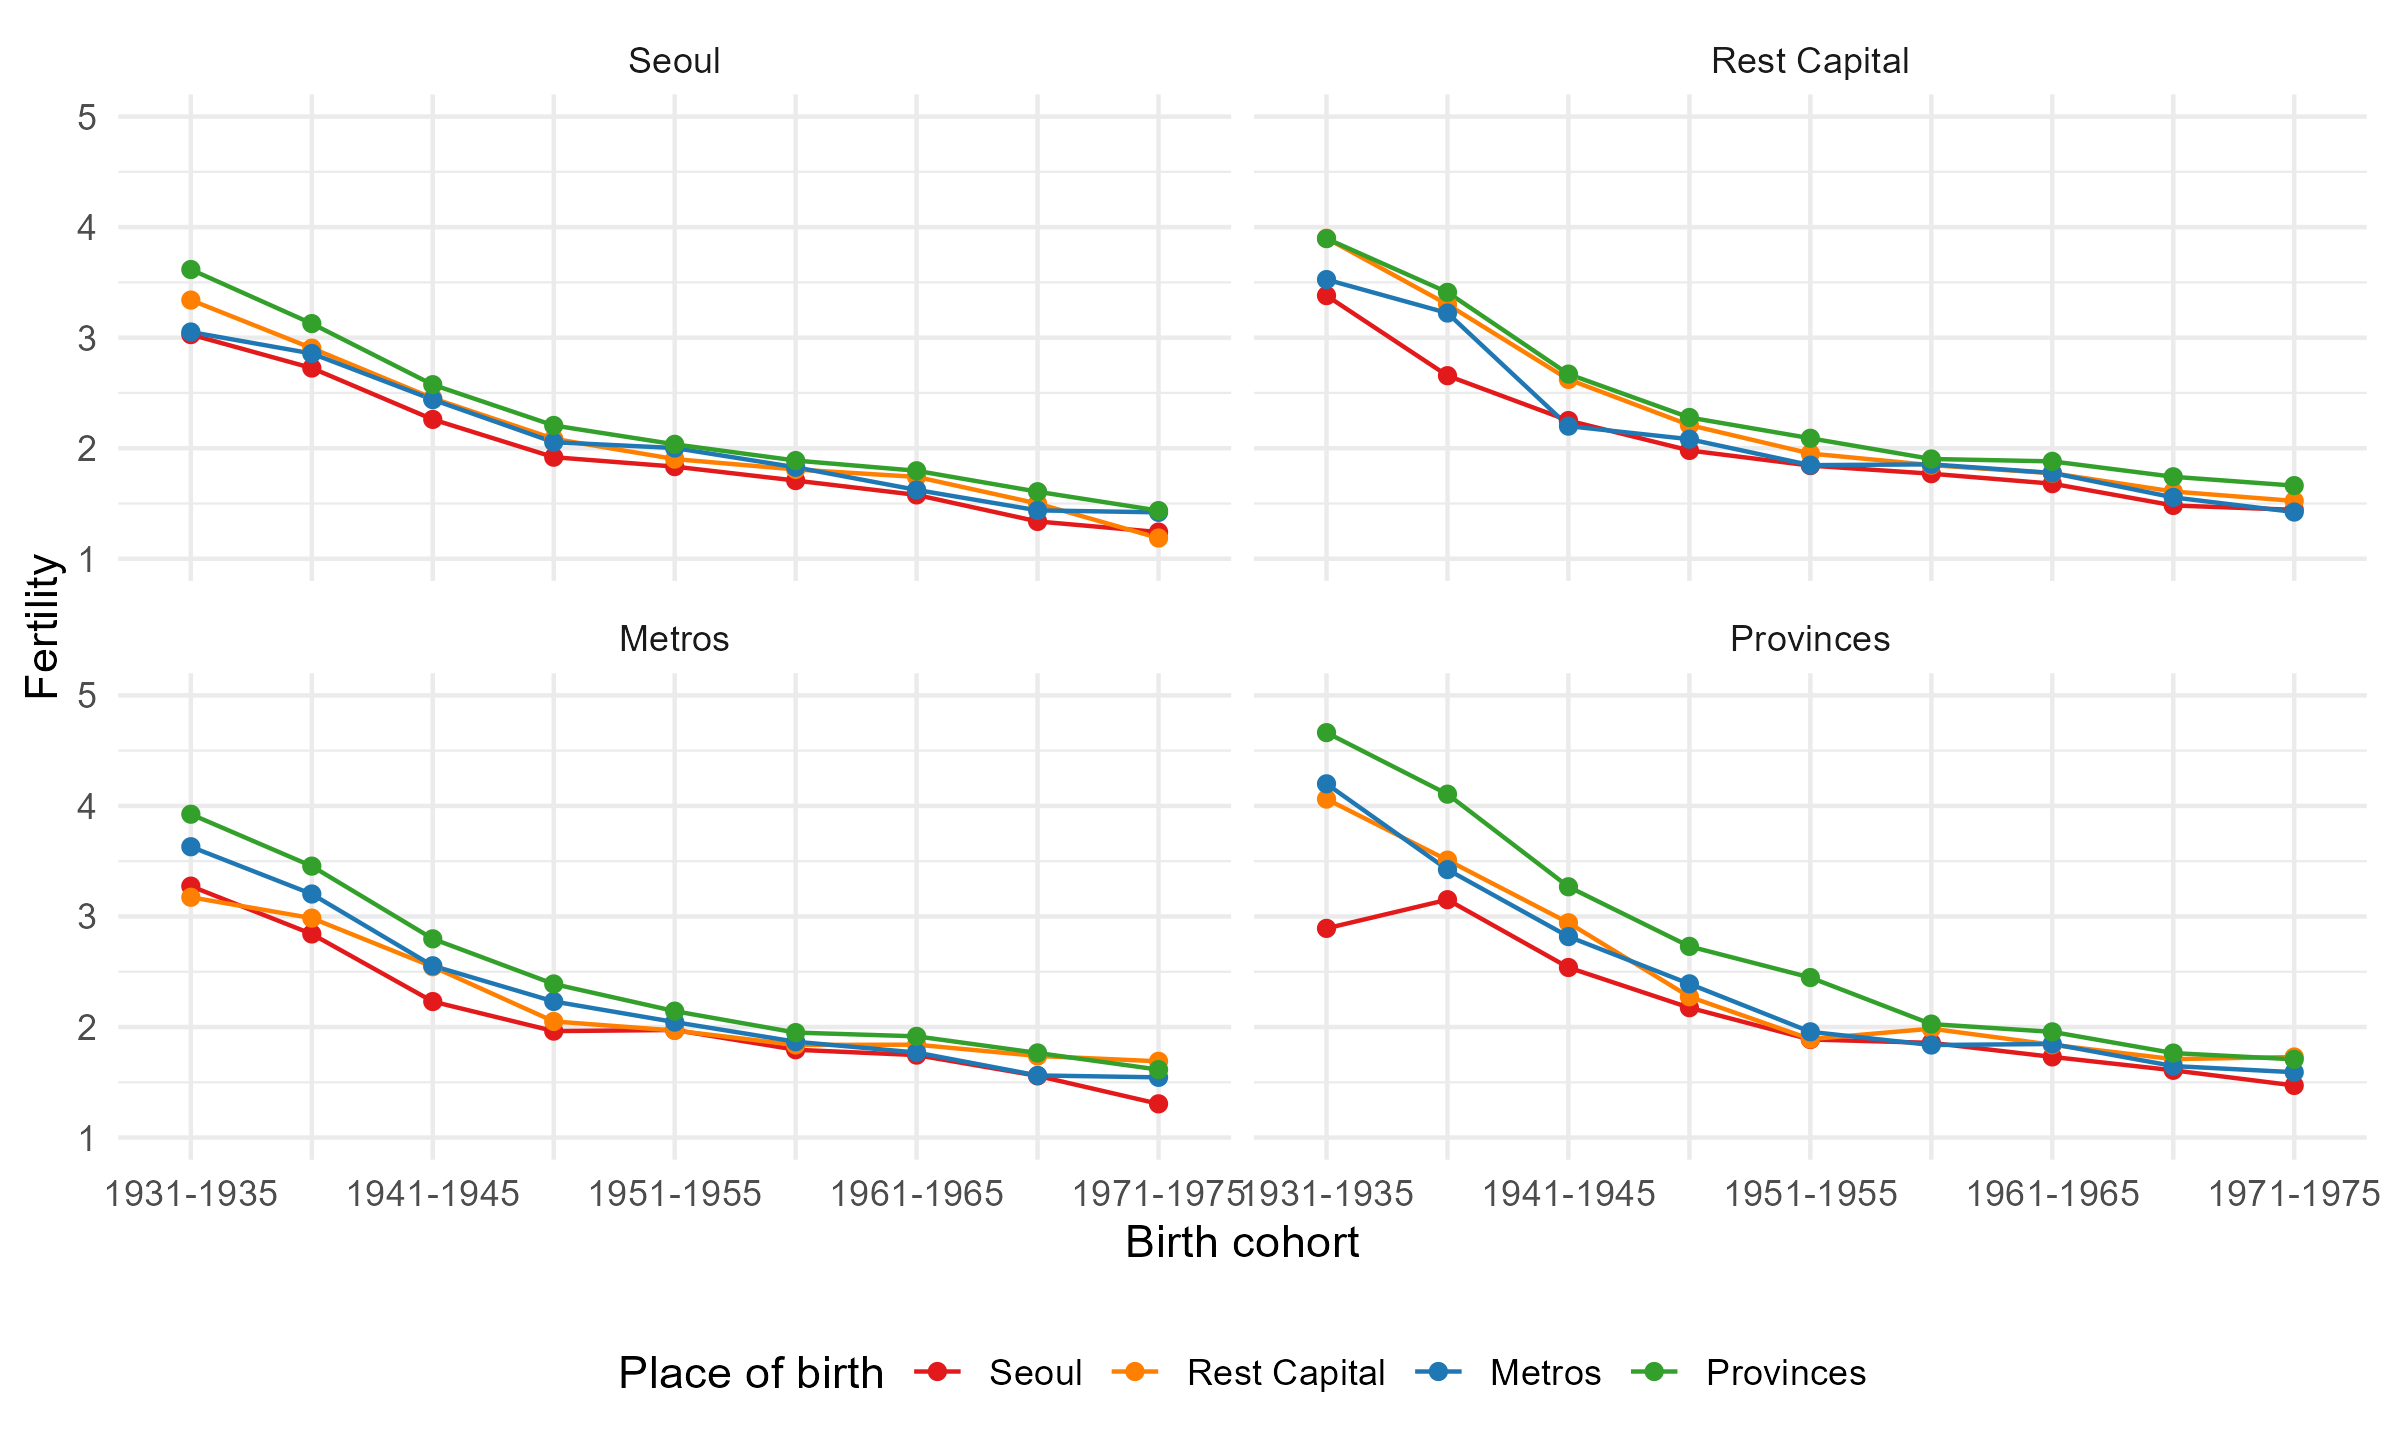 Seoul
Rest Capital
5
4
3
2
1
Metros
Provinces
5
4
3
2
1
Fertility
1931-1935 1941-1945 1951-1955 1961-1965 1971-1975 1931-1935 1941-1945 1951-1955 1961-1965 1971-1975
Birth cohort
Place of birth Seoul Rest Capital Metros Provinces